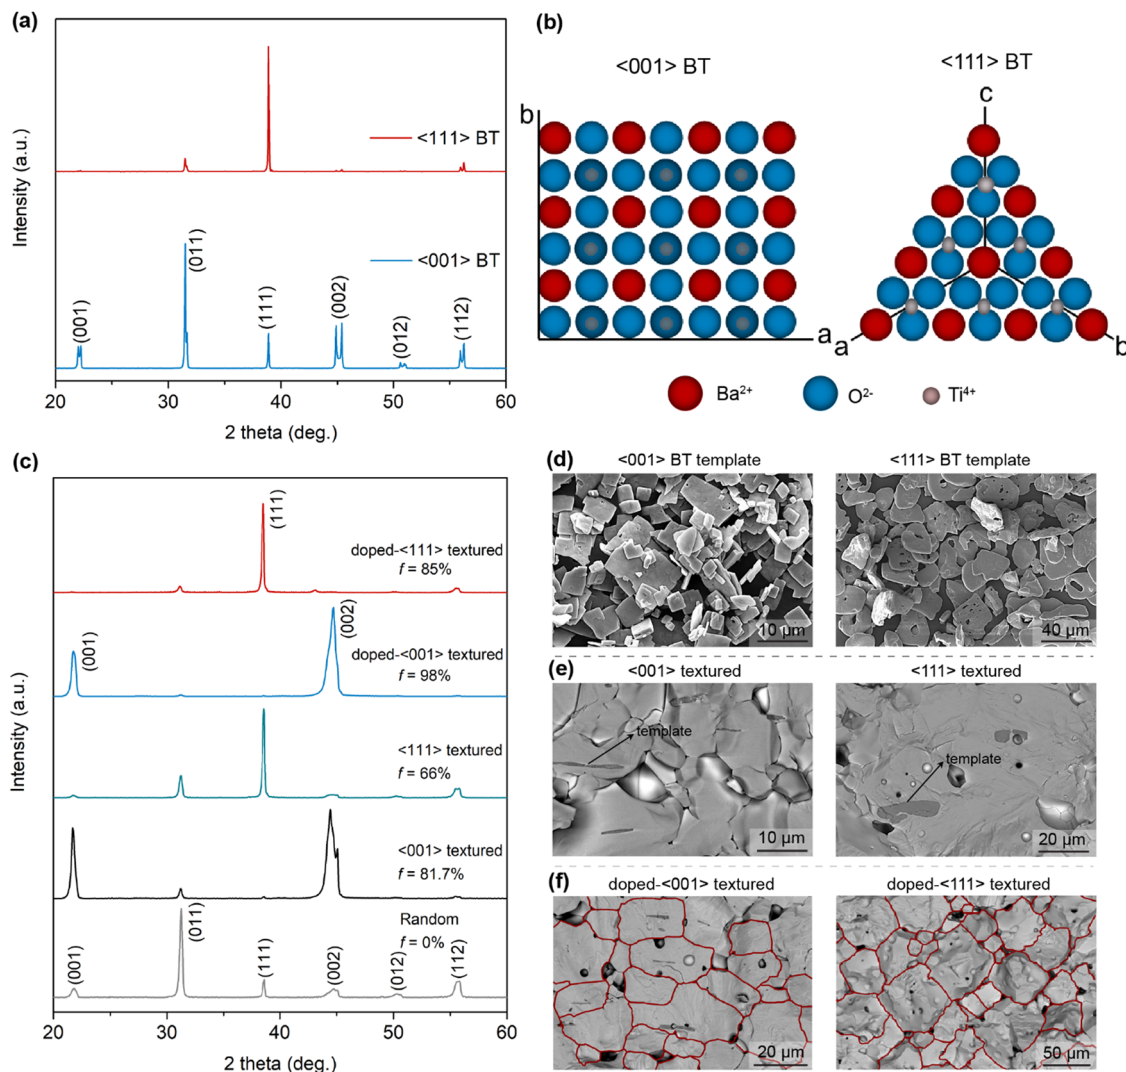 (a)
Intensity (a.u.)
<111> BT
<001> BT
(001)
(011)
(111)
(002)
(012)
(112)
20
30
40
50
60
2 theta (deg.)
(b)
<001> BT
<111> BT
b
a
c
a
b
Ba²⁺
O²⁻
Ti⁴⁺
(c)
Intensity (a.u.)
(111)
doped-<111> textured
f = 85%
(001)
(002)
doped-<001> textured
f = 98%
<111> textured
f = 66%
<001> textured
f = 81.7%
Random
f = 0%
(001)
(011)
(111)
(002)
(012)
(112)
20
30
40
50
60
2 theta (deg.)
(d)
<001> BT template
<111> BT template
10 µm
40 µm
(e)
<001> textured
<111> textured
template
template
10 µm
20 µm
(f)
doped-<001> textured
doped-<111> textured
20 µm
50 µm